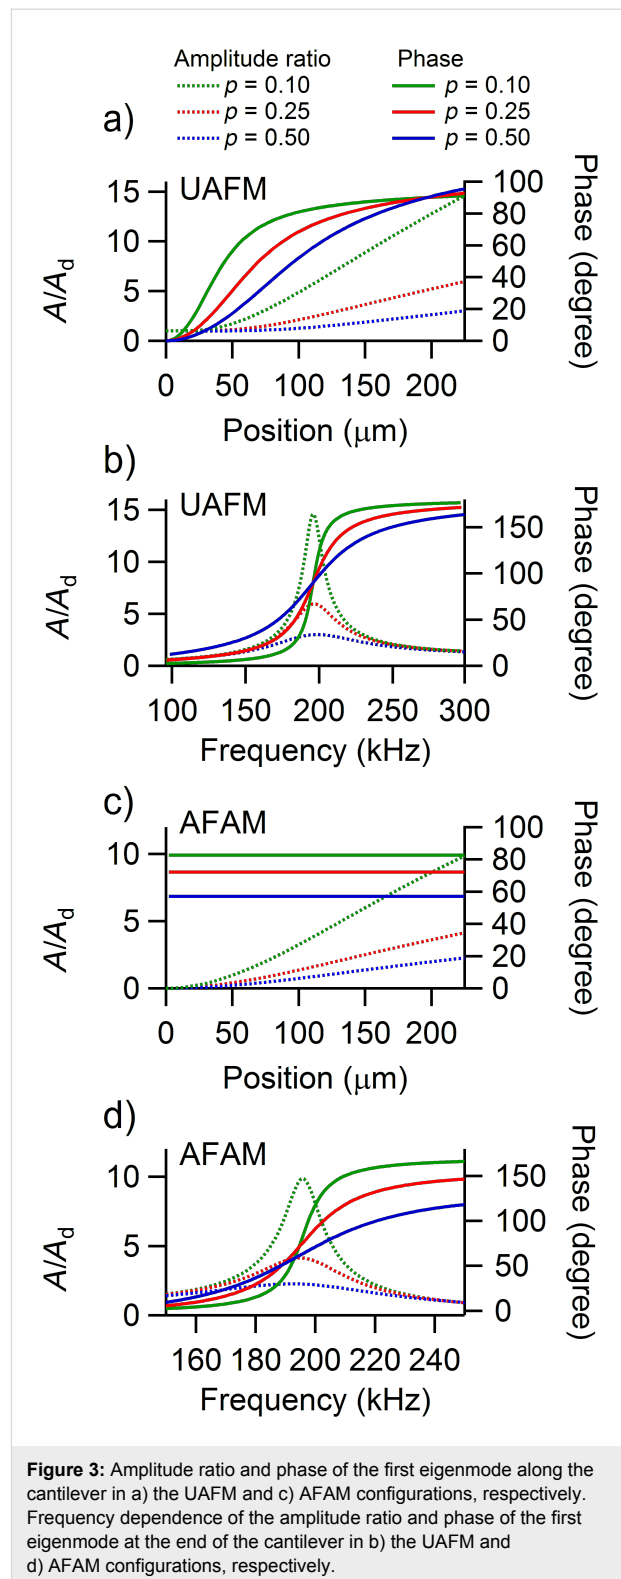 Amplitude ratio Phase
p = 0.10 p = 0.10
p = 0.25 p = 0.25
p = 0.50 p = 0.50
a)
UAFM
15
10
5
0
A/Ad
100
80
60
40
20
0
Phase (degree)
0 50 100 150 200
Position (μm)
b)
UAFM
15
10
5
0
A/Ad
150
100
50
0
Phase (degree)
100 150 200 250 300
Frequency (kHz)
c)
AFAM
10
5
0
A/Ad
100
80
60
40
20
0
Phase (degree)
0 50 100 150 200
Position (μm)
d)
AFAM
10
5
0
A/Ad
150
100
50
0
Phase (degree)
160 180 200 220 240
Frequency (kHz)
Figure 3: Amplitude ratio and phase of the first eigenmode along the
cantilever in a) the UAFM and c) AFAM configurations, respectively.
Frequency dependence of the amplitude ratio and phase of the first
eigenmode at the end of the cantilever in b) the UAFM and
d) AFAM configurations, respectively.